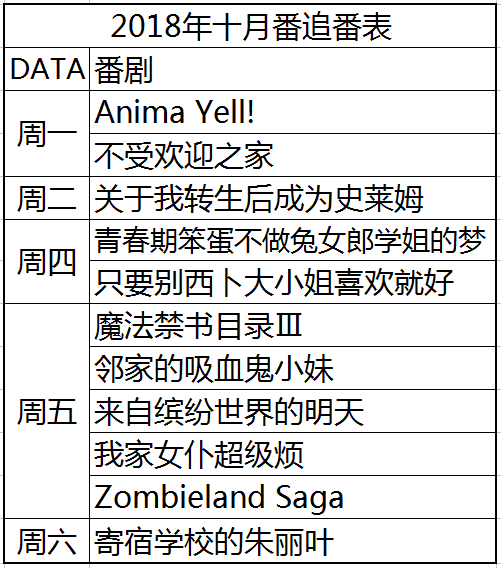 2018年十月番追番表
DATA 番剧
周一 Anima Yell!
不受欢迎之家
周二 关于我转生后成为史莱姆
周四 青春期笨蛋不做兔女郎学姐的梦
只要别西卜大小姐喜欢就好
周五 魔法禁书目录Ⅲ
邻家的吸血鬼小妹
来自缤纷世界的明天
我家女仆超级烦
Zombieland Saga
周六 寄宿学校的朱丽叶